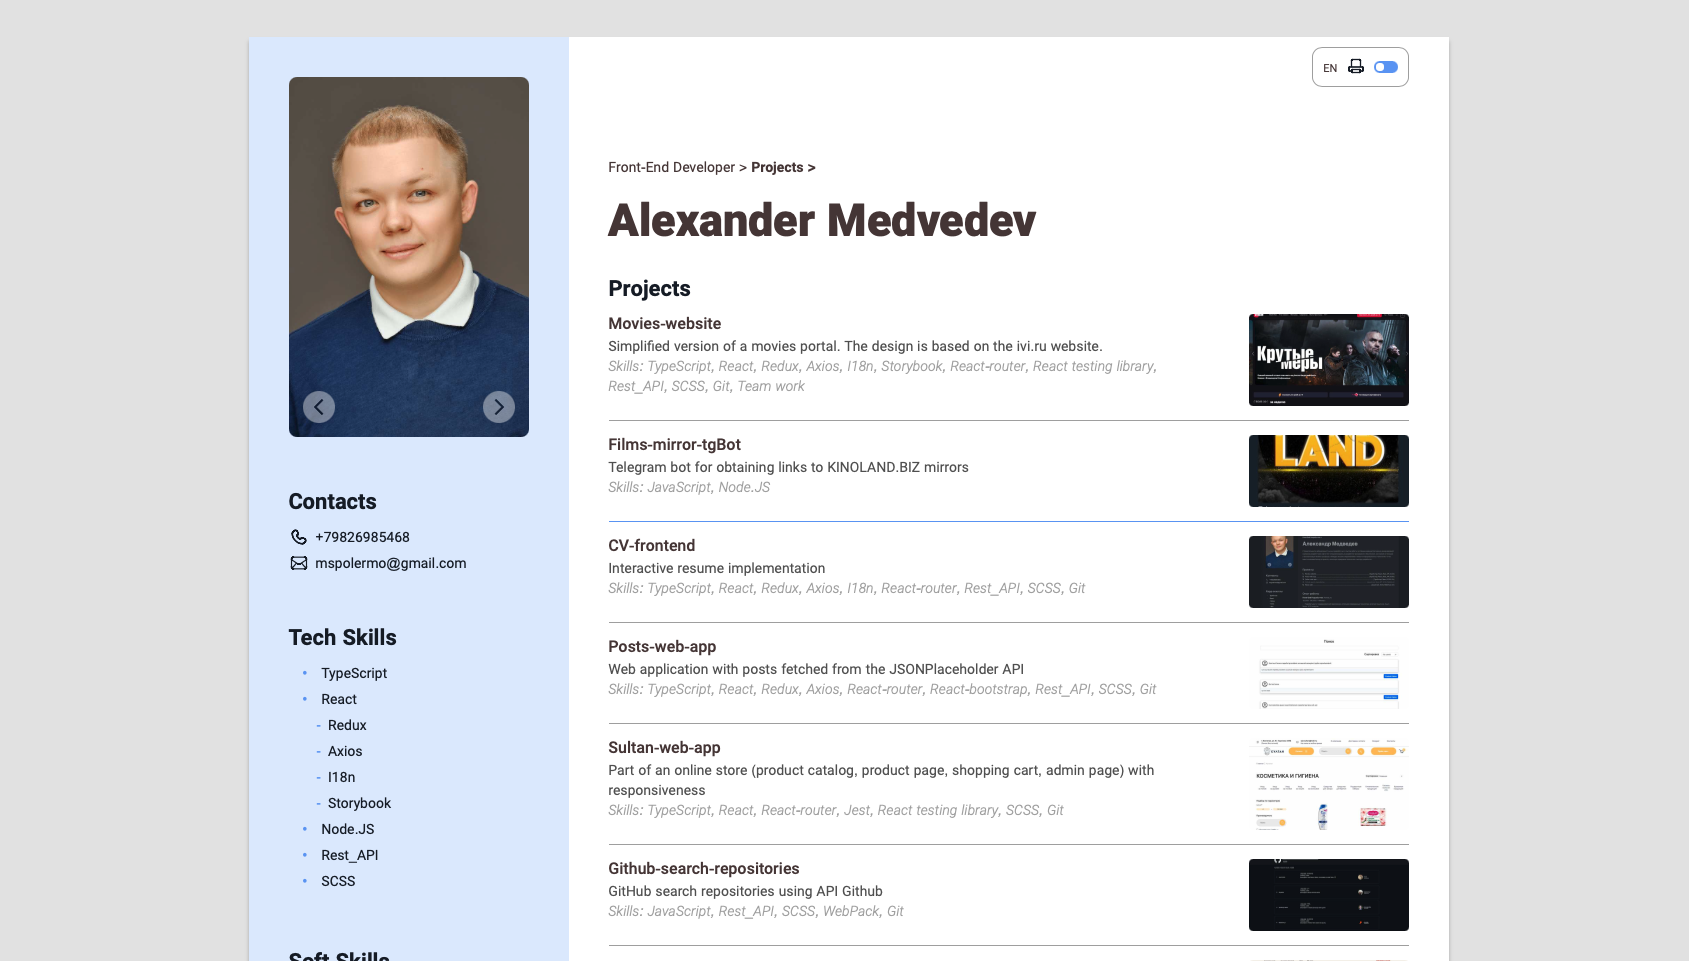 EN
Contacts
+79826985468
mspolermo@gmail.com
Tech Skills
TypeScript
React
Redux
Axios
I18n
Storybook
Node.JS
Rest_API
SCSS
Soft Skills
Front-End Developer > Projects >
Alexander Medvedev
Projects
Movies-website
Simplified version of a movies portal. The design is based on the ivi.ru website.
Skills: TypeScript, React, Redux, Axios, I18n, Storybook, React-router, React testing library,
Rest_API, SCSS, Git, Team work
Крутые
меры
Films-mirror-tgBot
Telegram bot for obtaining links to KINOLAND.BIZ mirrors
Skills: JavaScript, Node.JS
LAND
CV-frontend
Interactive resume implementation
Skills: TypeScript, React, Redux, Axios, I18n, React-router, Rest_API, SCSS, Git
Александр Медведев
Posts-web-app
Web application with posts fetched from the JSONPlaceholder API
Skills: TypeScript, React, Redux, Axios, React-router, React-bootstrap, Rest_API, SCSS, Git
Sultan-web-app
Part of an online store (product catalog, product page, shopping cart, admin page) with
responsiveness
Skills: TypeScript, React, React-router, Jest, React testing library, SCSS, Git
КОСМЕТИКА И ГИГИЕНА
Github-search-repositories
GitHub search repositories using API Github
Skills: JavaScript, Rest_API, SCSS, WebPack, Git